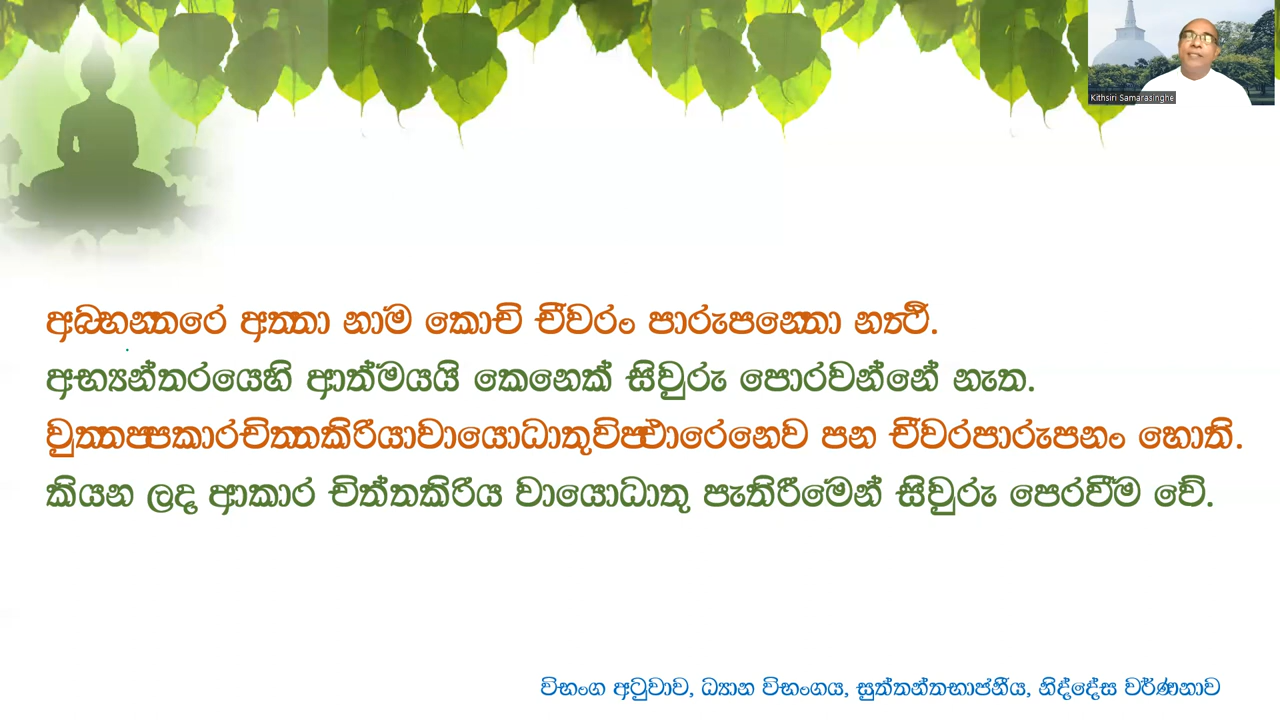 Kithsiri Samarasinghe
අබ්භන්තරෙ අත්තා නාම කොචි චීවරං පාරුපන්තො නත්‍ථි.
අභ්‍යන්තරයෙහි ආත්මයයි කෙනෙක් සිවුරු පොරවන්නේ නැත.
වුත්තප්පකාරචිත්තකිරියාවායොධාතුවිප්ඵාරෙනෙව පන චීවරපාරුපනං හොති.
කියන ලද ආකාර චිත්තකිරිය වායොධාතු පැතිරීමෙන් සිවුරු පෙරවීම වේ.
විභංග අටුවාව, ධ්‍යාන විභංගය, සුත්තන්තභාජනීය, නිද්දේස වර්ණනාව